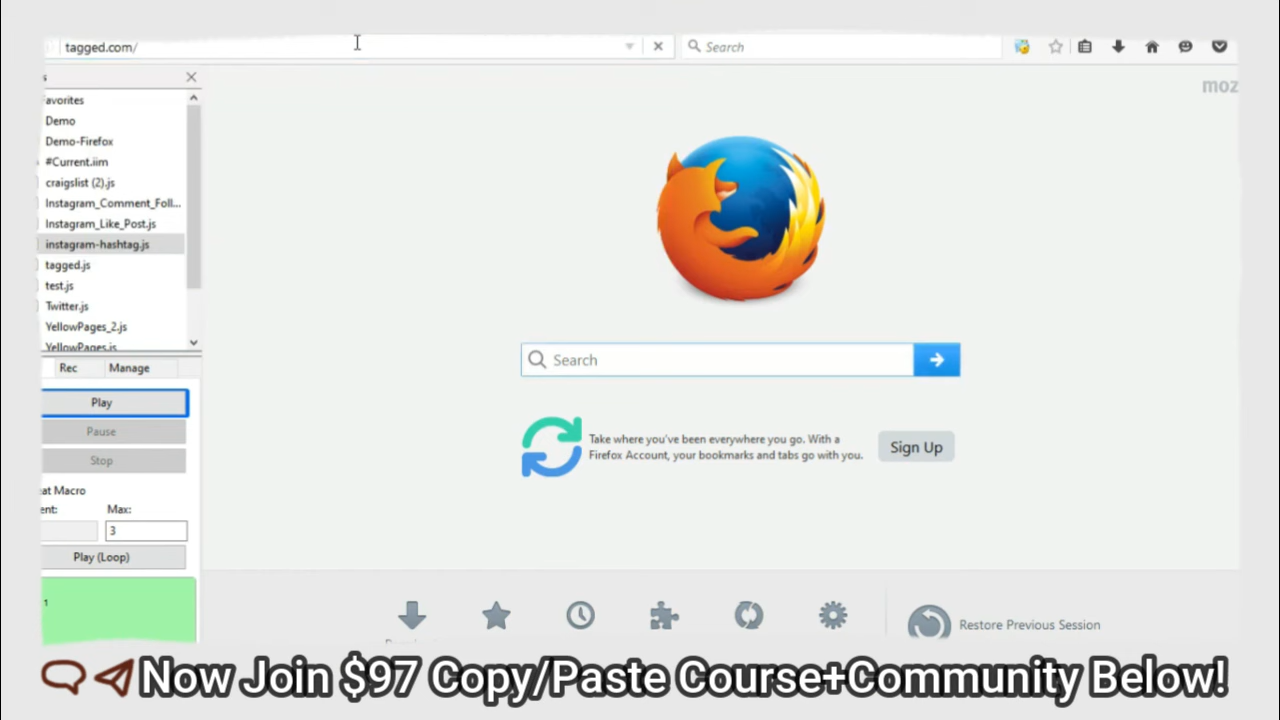 tagged.com/
Search
s
moz
avorites
Demo
Demo-Firefox
#Current.iim
craigslist (2).js
Instagram_Comment_Foll...
Instagram_Like_Post.js
instagram-hashtag.js
tagged.js
test.js
Twitter.js
YellowPages_2.js
YellowPages.js
Rec Manage
Play
Pause
Stop
at Macro
ent: Max:
3
Play (Loop)
1
Search
Take where you've been everywhere you go. With a
Firefox Account, your bookmarks and tabs go with you.
Sign Up
Restore Previous Session
Now Join $97 Copy/Paste Course+Community Below!